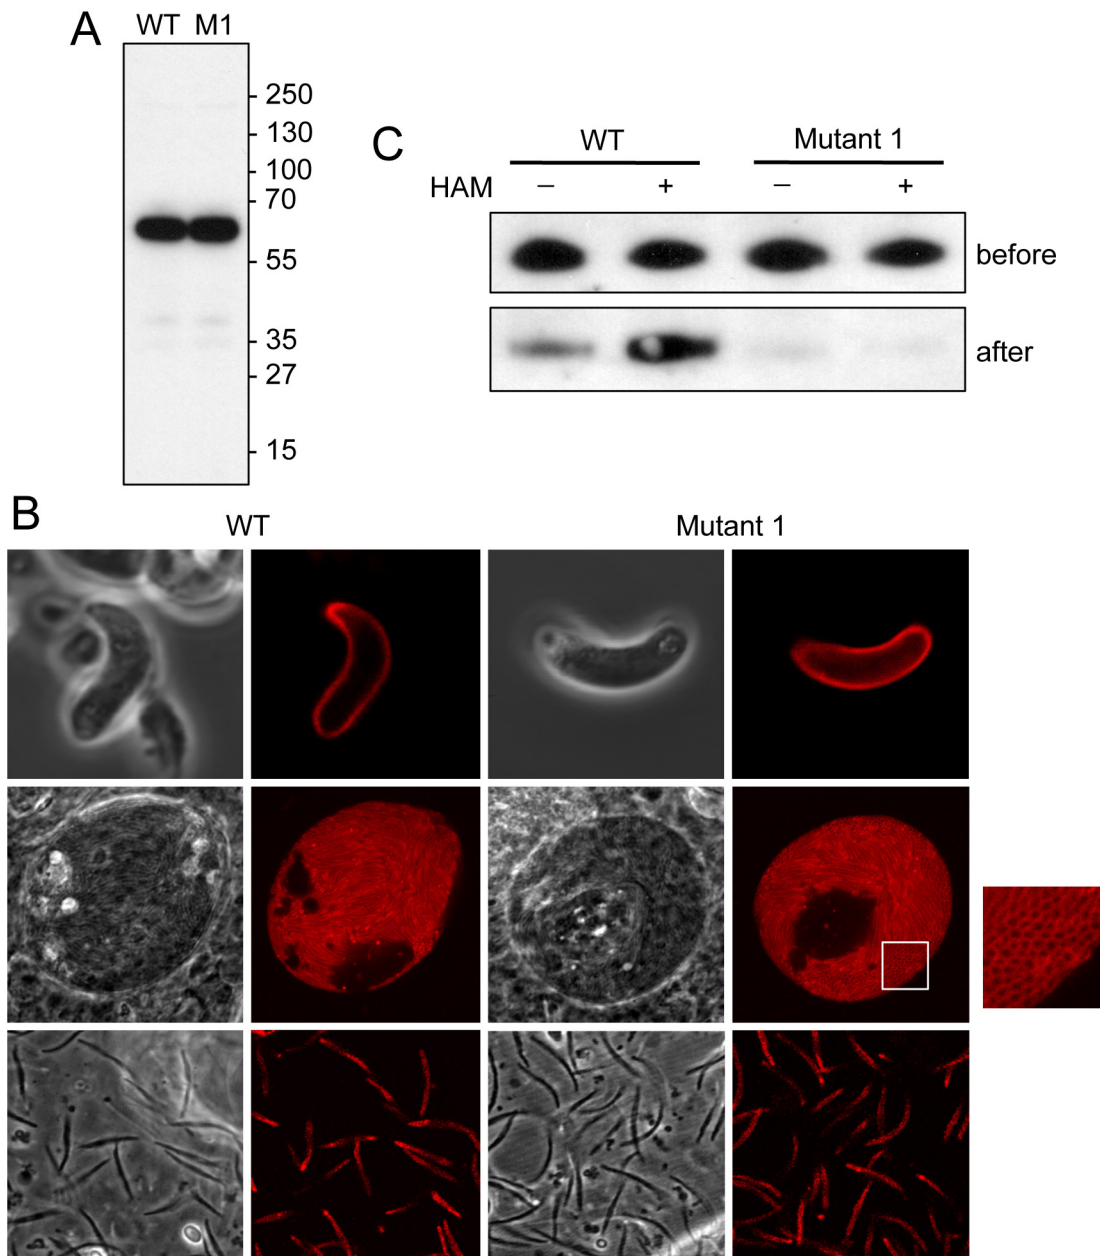 A
WT M1
250
130
100
70
55
35
27
15
C
WT Mutant 1
HAM – + – +
before
after
B
WT Mutant 1